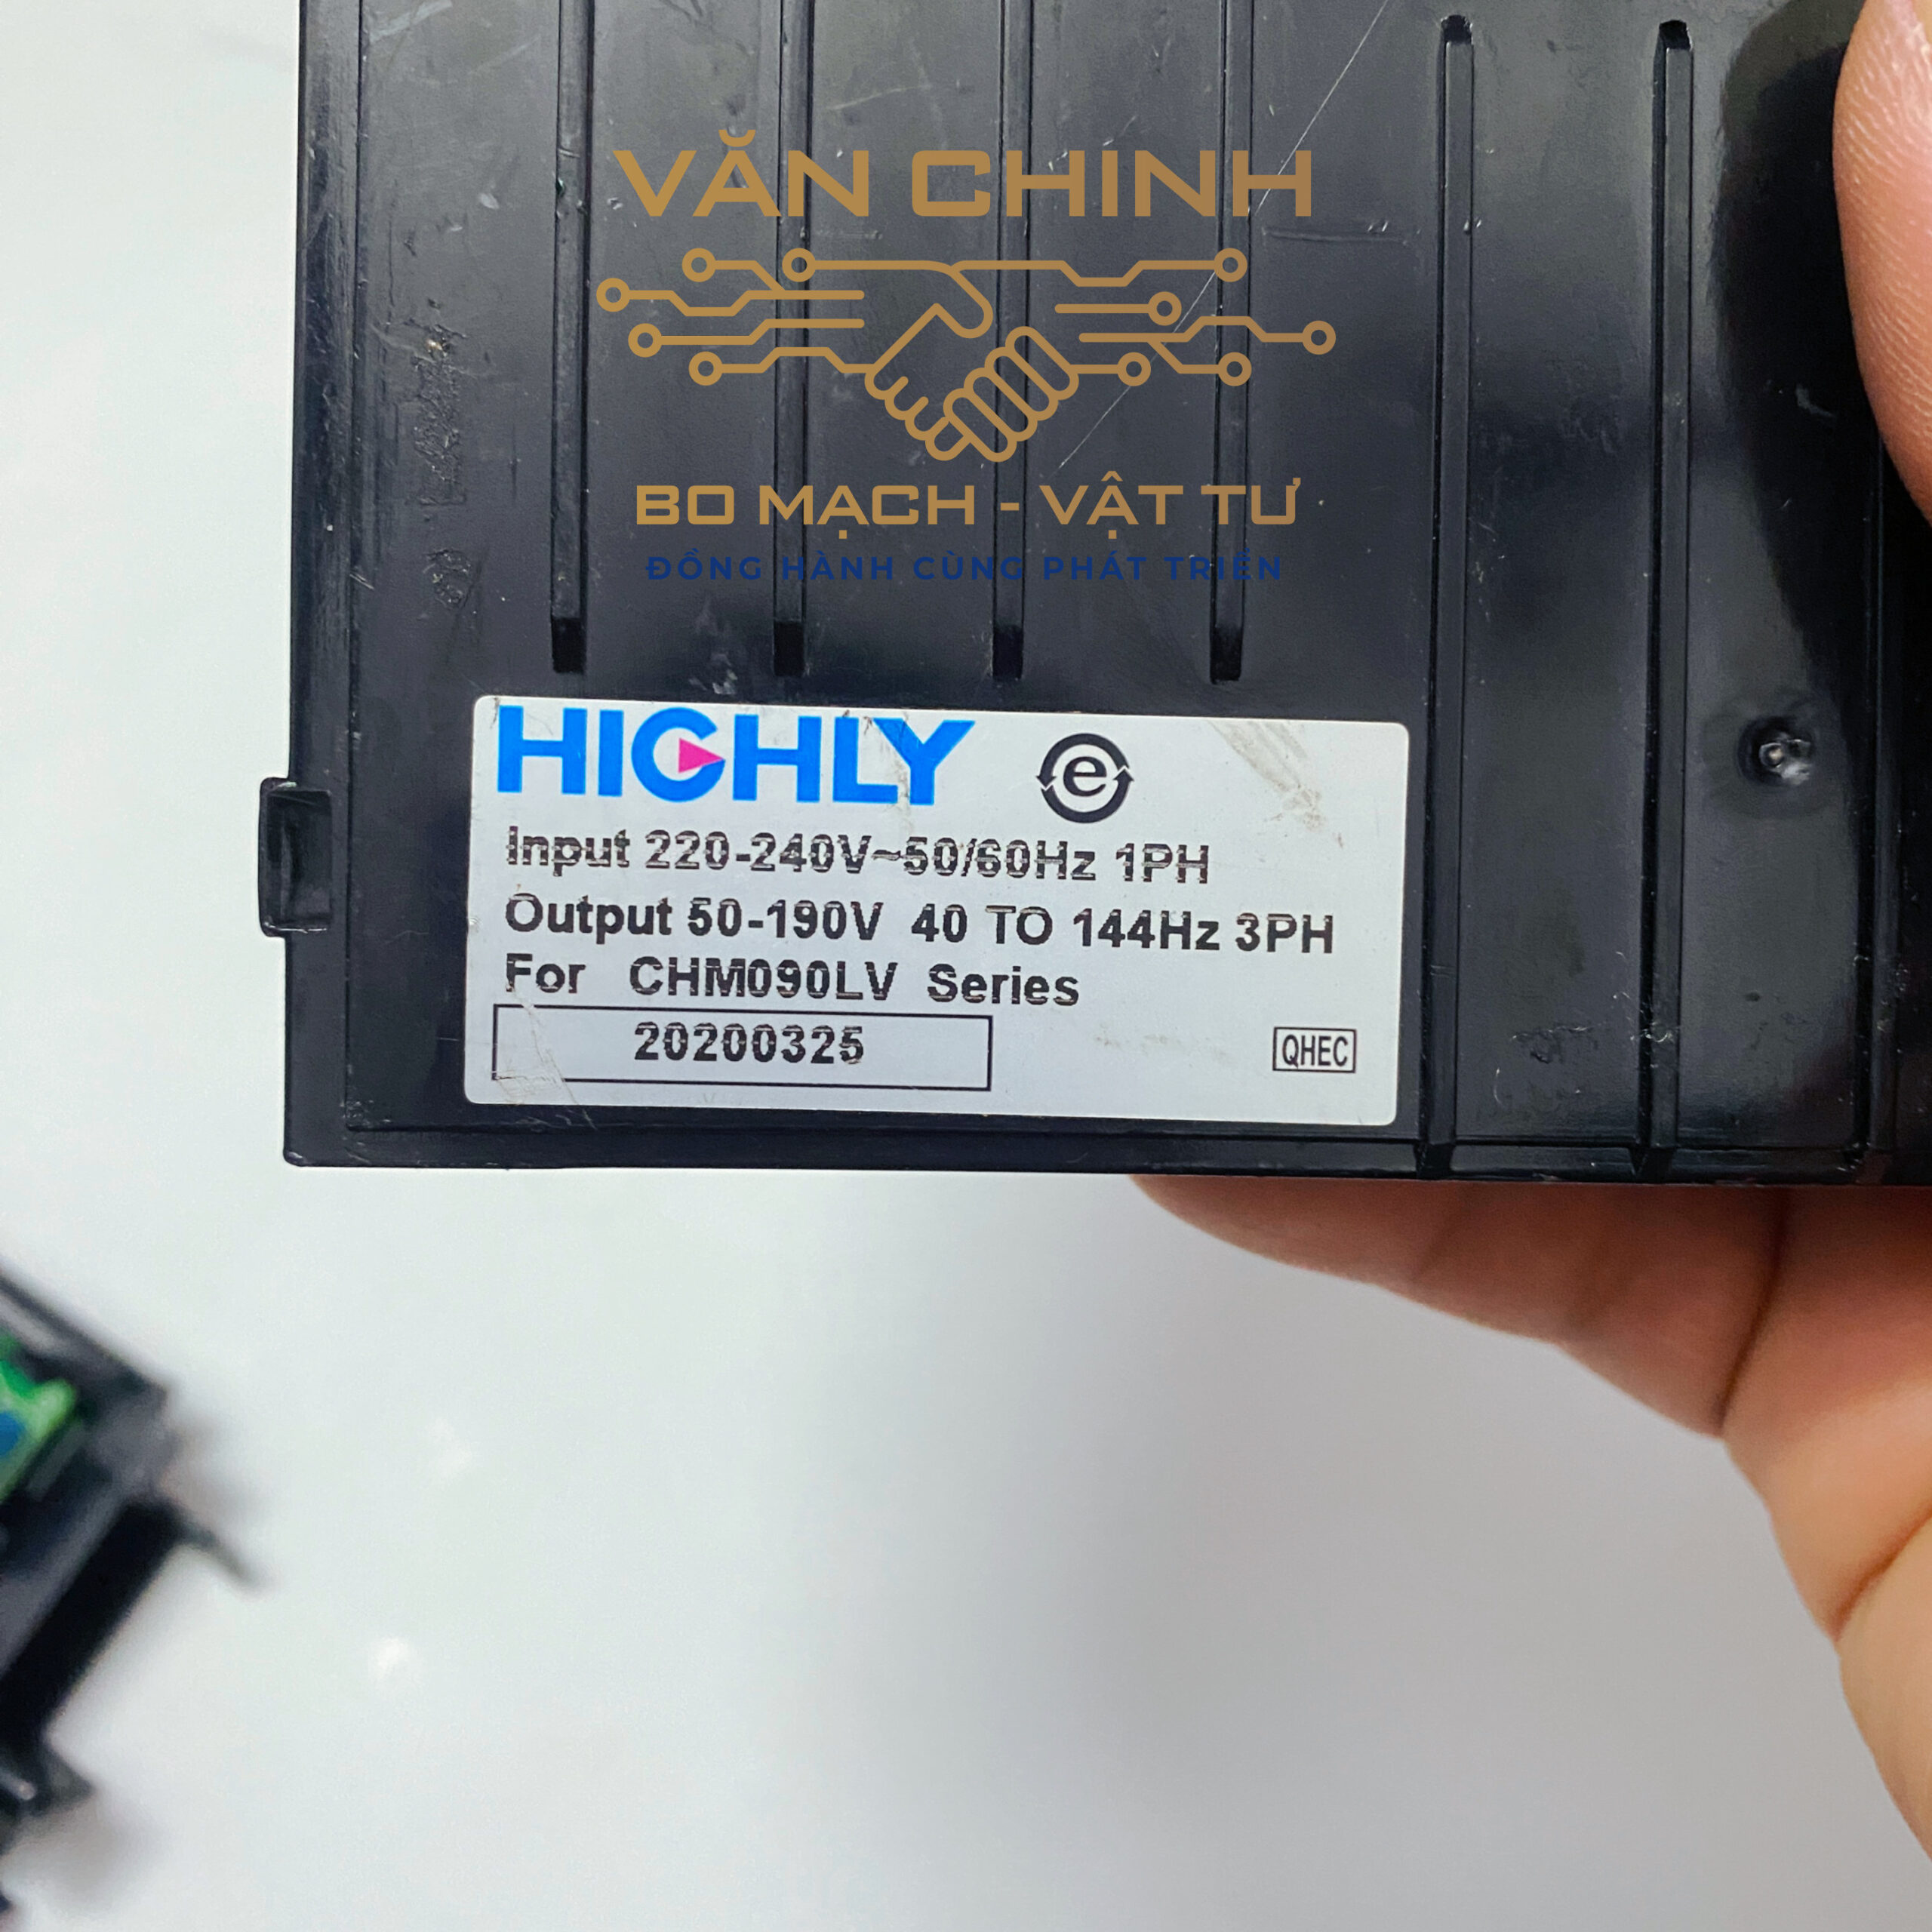 VĂN CHINH
BO MẠCH - VẬT TƯ
ĐỒNG HÀNH CÙNG PHÁT TRIỂN
HIGHLY
e
Input 220-240V~50/60Hz 1PH
Output 50-190V 40 TO 144Hz 3PH
For CHM090LV Series
20200325
QHEC